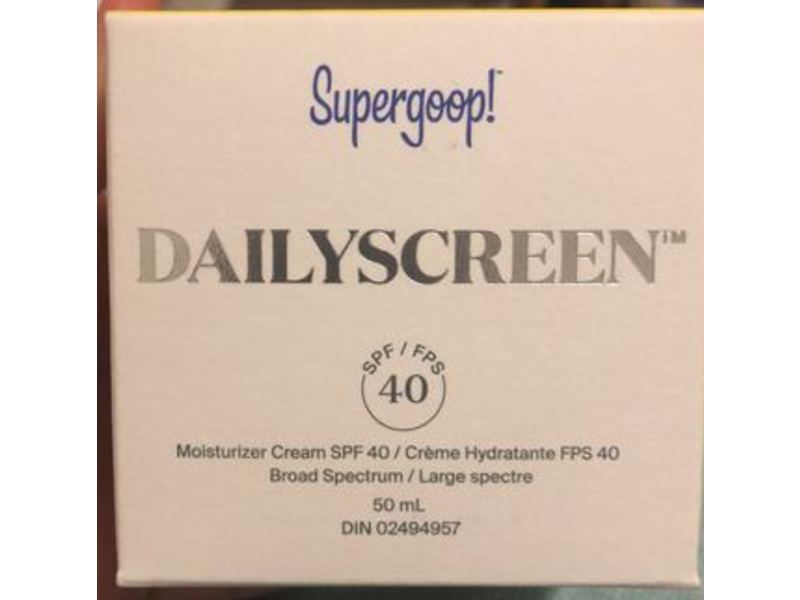 Supergoop!™
DAILYSCREEN™
SPF / FPS
40
Moisturizer Cream SPF 40 / Crème Hydratante FPS 40
Broad Spectrum / Large spectre
50 mL
DIN 02494957